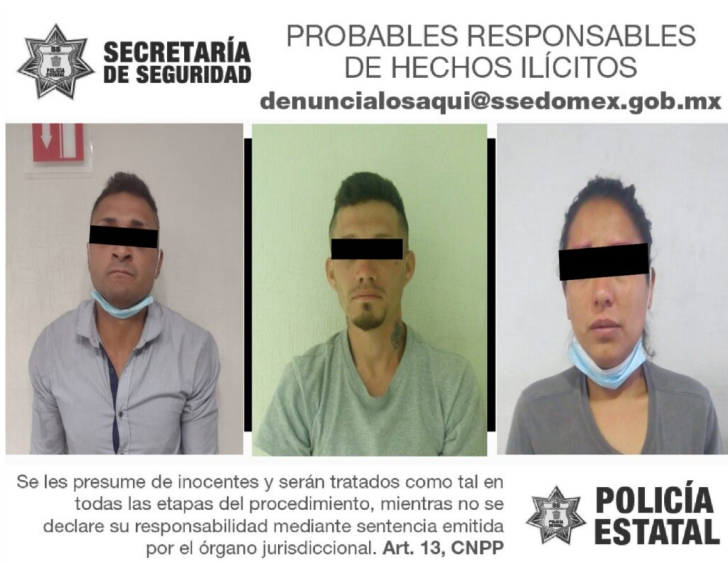 SECRETARÍA
DE SEGURIDAD
PROBABLES RESPONSABLES
DE HECHOS ILÍCITOS
denuncialosaqui@ssedomex.gob.mx
Se les presume de inocentes y serán tratados como tal en
todas las etapas del procedimiento, mientras no se
declare su responsabilidad mediante sentencia emitida
por el órgano jurisdiccional. Art. 13, CNPP
POLICÍA
ESTATAL